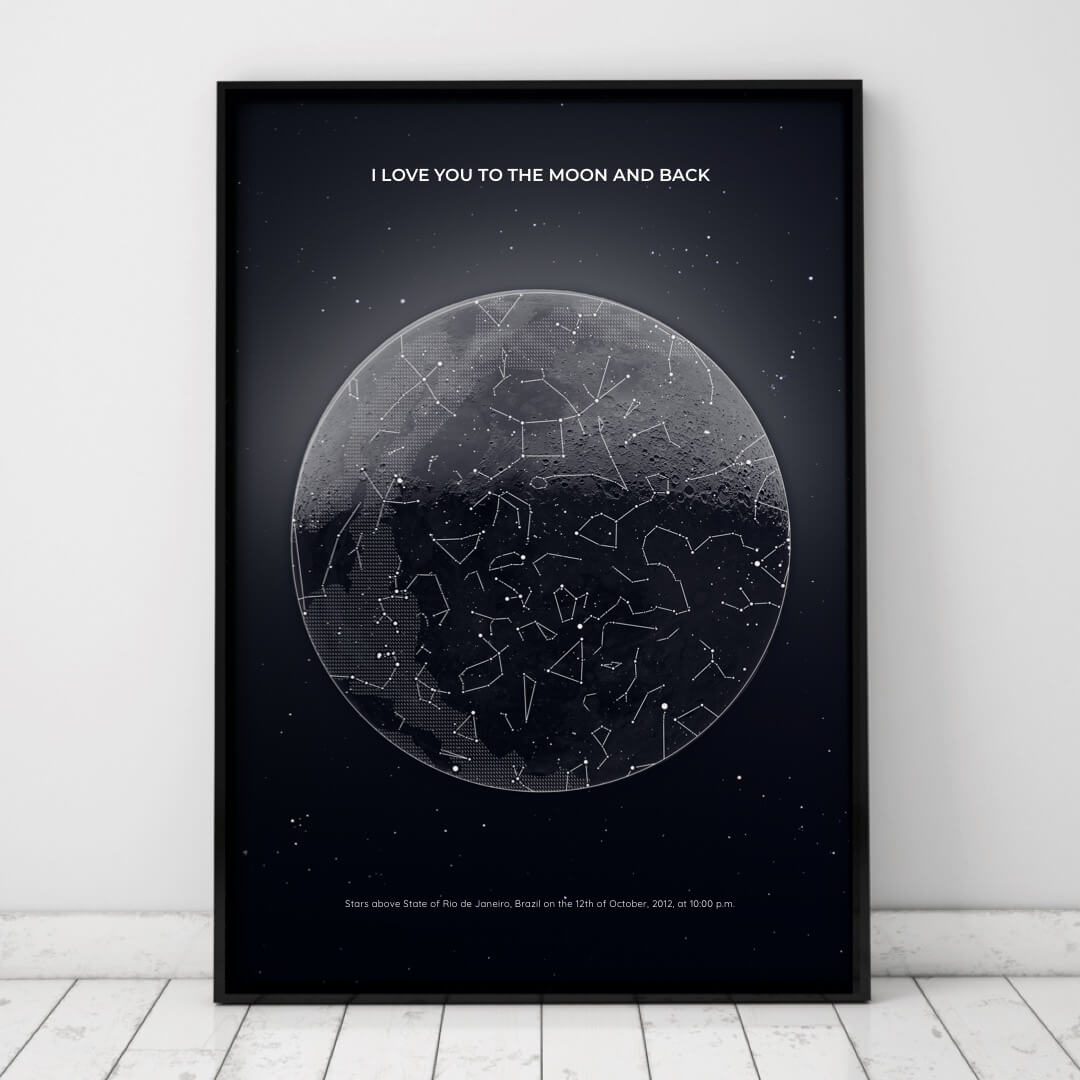 I LOVE YOU TO THE MOON AND BACK
Stars above State of Rio de Janeiro, Brazil on the 12th of October, 2012, at 10:00 p.m.